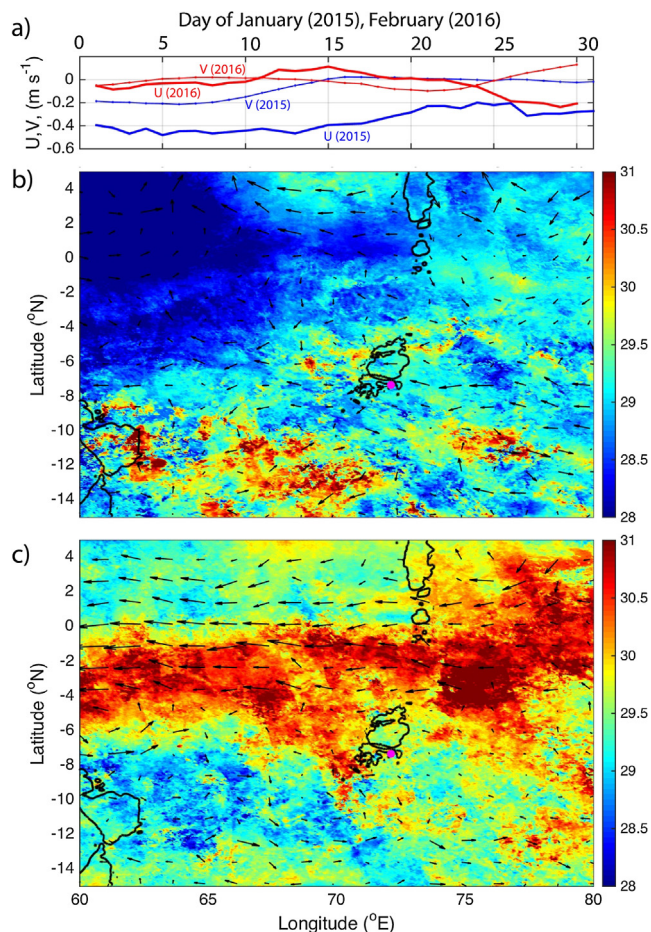 a)
Day of January (2015), February (2016)
0 5 10 15 20 25 30
U,V, (m s⁻¹)
0
-0.2
-0.4
-0.6
V (2016)
U (2016)
V (2015)
U (2015)
b)
Latitude (°N)
4
2
0
-2
-4
-6
-8
-10
-12
-14
31
30.5
30
29.5
29
28.5
28
c)
Latitude (°N)
4
2
0
-2
-4
-6
-8
-10
-12
-14
31
30.5
30
29.5
29
28.5
28
60 65 70 75 80
Longitude (°E)